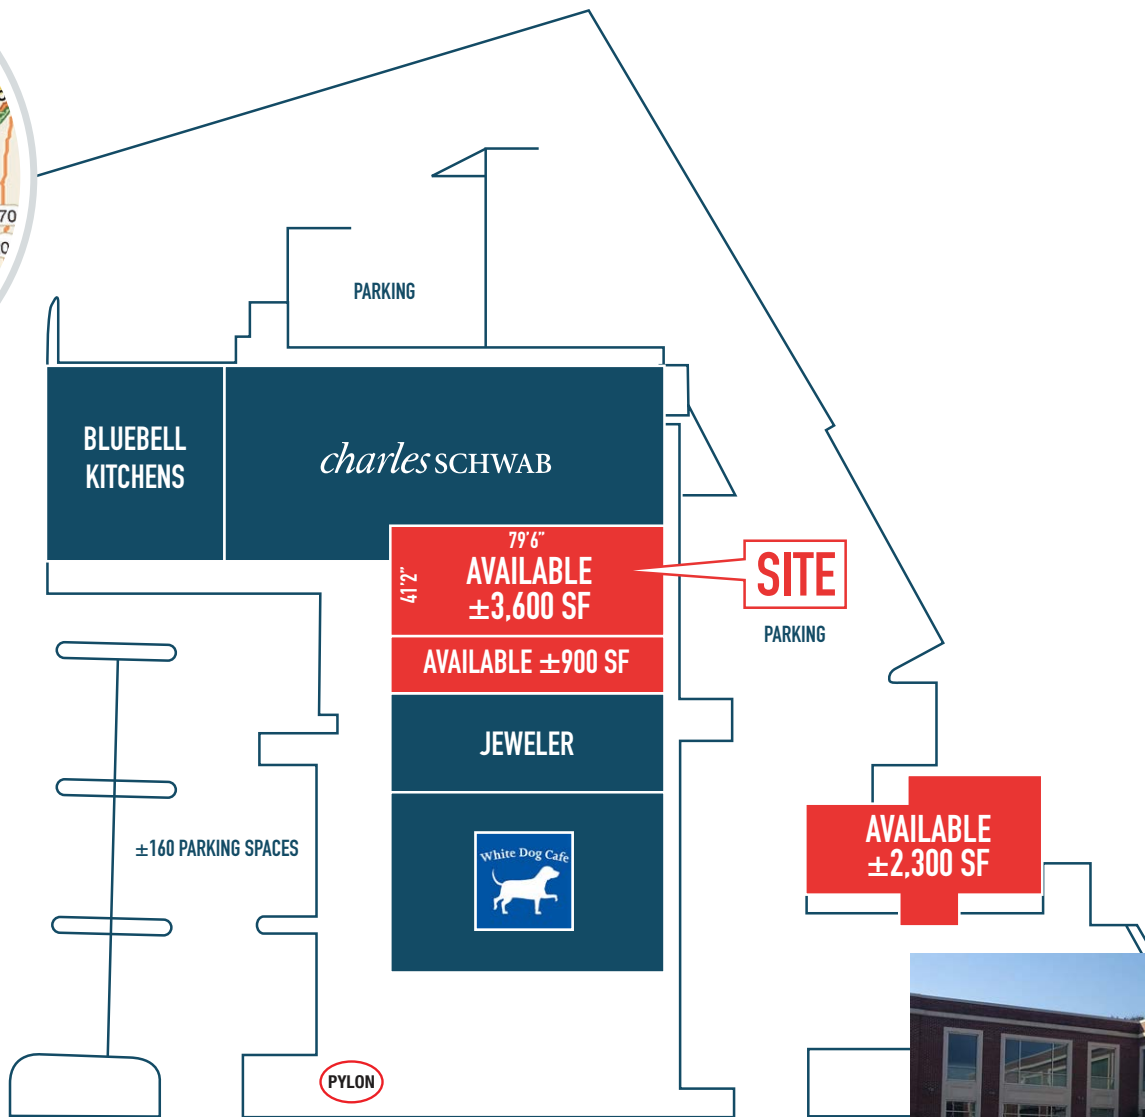 70
PARKING
BLUEBELL
KITCHENS
charles SCHWAB
79'6"
41'2"
AVAILABLE
±3,600 SF
SITE
PARKING
AVAILABLE ±900 SF
JEWELER
±160 PARKING SPACES
White Dog Cafe
AVAILABLE
±2,300 SF
PYLON